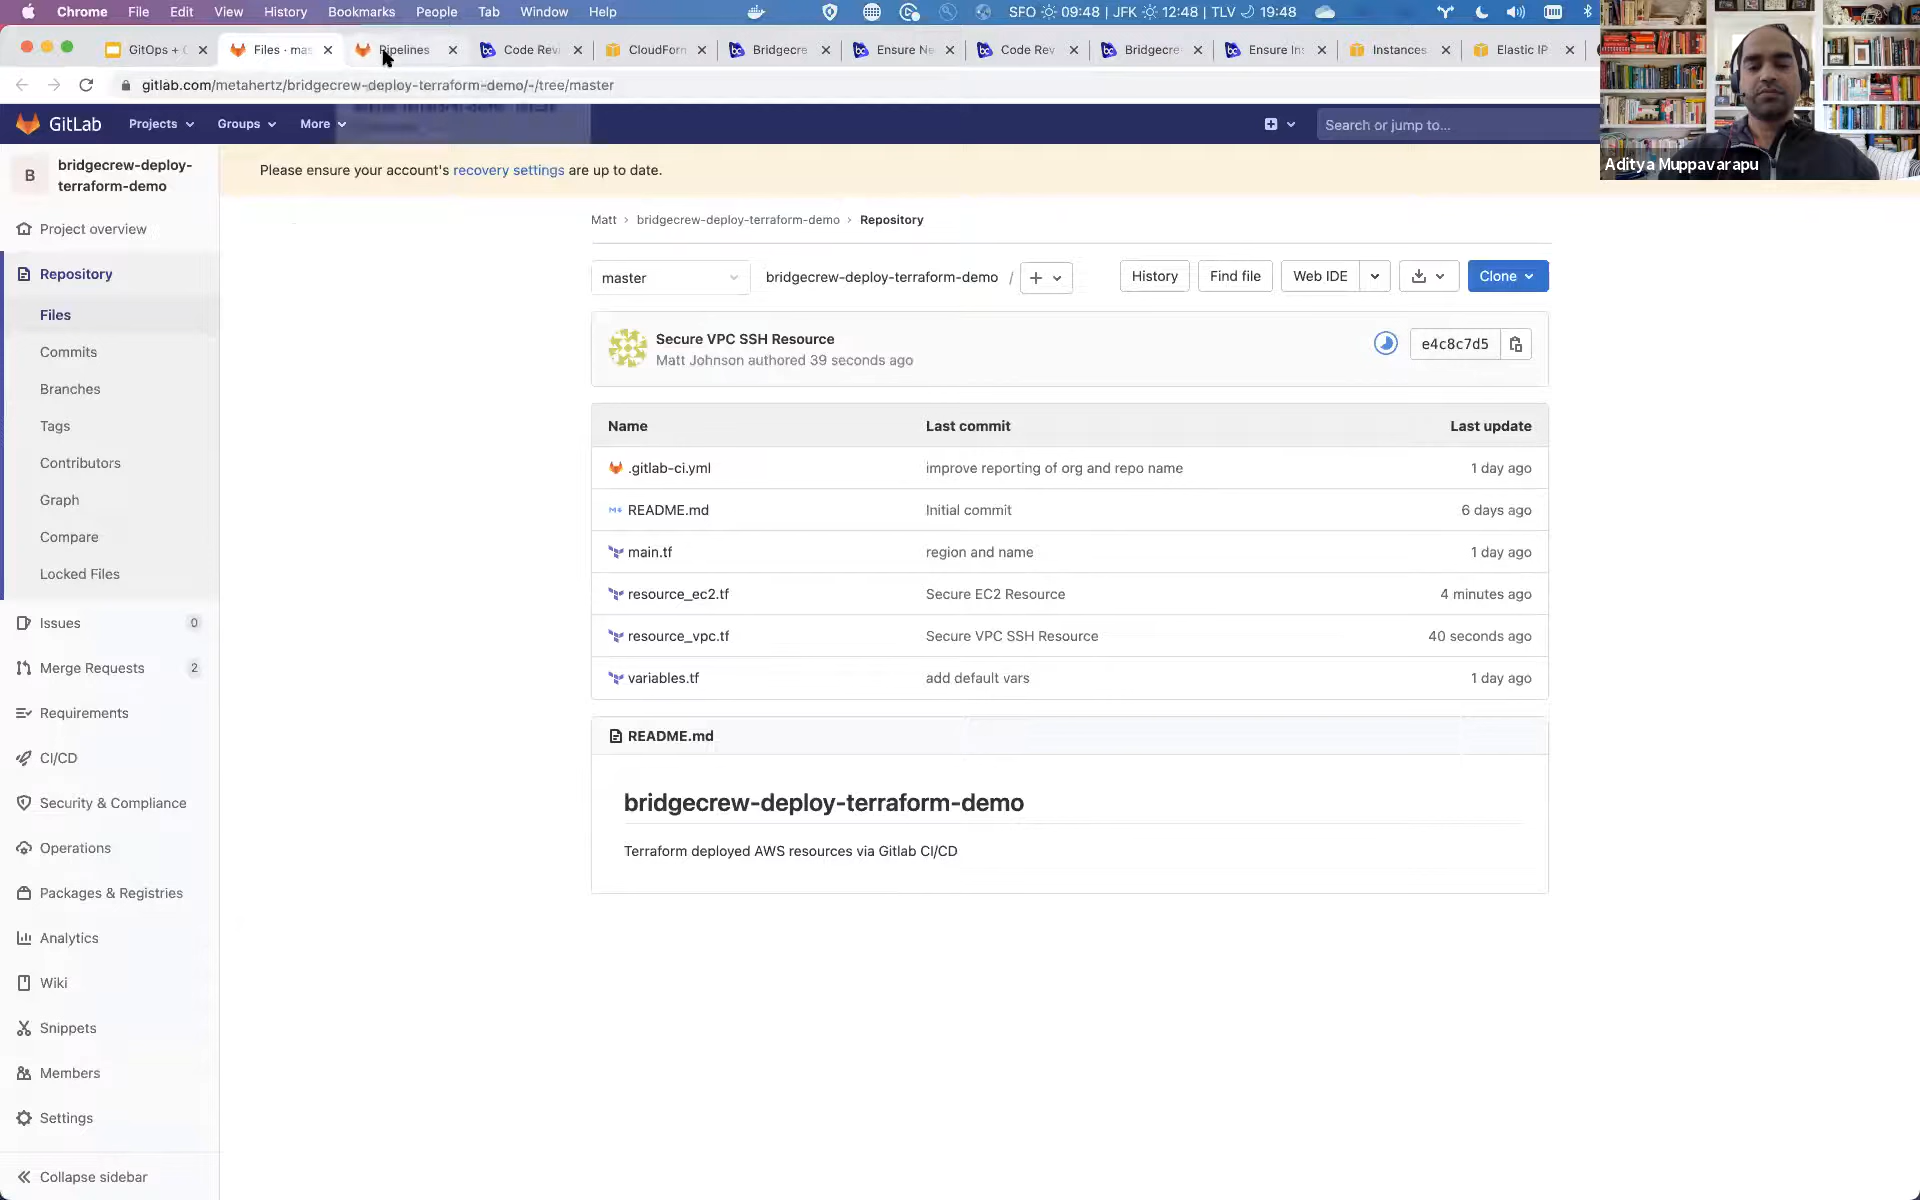 Chrome File Edit View History Bookmarks People Tab Window Help
SFO 09:48 | JFK 12:48 | TLV 19:48
GitOps +
Files · mas
Pipelines
Code Rev
CloudForm
Bridgecre
Ensure Ne
Code Rev
Bridgecre
Ensure Ins
Instances
Elastic IP
gitlab.com/metahertz/bridgecrew-deploy-terraform-demo/-/tree/master
GitLab Projects Groups More
Search or jump to...
Aditya Muppavarapu
B
bridgecrew-deploy-
terraform-demo
Please ensure your account's recovery settings are up to date.
Project overview
Repository
Files
Commits
Branches
Tags
Contributors
Graph
Compare
Locked Files
Issues 0
Merge Requests 2
Requirements
CI/CD
Security & Compliance
Operations
Packages & Registries
Analytics
Wiki
Snippets
Members
Settings
Collapse sidebar
Matt > bridgecrew-deploy-terraform-demo > Repository
master
bridgecrew-deploy-terraform-demo / +
History
Find file
Web IDE
Clone
Secure VPC SSH Resource
Matt Johnson authored 39 seconds ago
e4c8c7d5
Name Last commit Last update
.gitlab-ci.yml improve reporting of org and repo name 1 day ago
README.md Initial commit 6 days ago
main.tf region and name 1 day ago
resource_ec2.tf Secure EC2 Resource 4 minutes ago
resource_vpc.tf Secure VPC SSH Resource 40 seconds ago
variables.tf add default vars 1 day ago
README.md
bridgecrew-deploy-terraform-demo
Terraform deployed AWS resources via Gitlab CI/CD